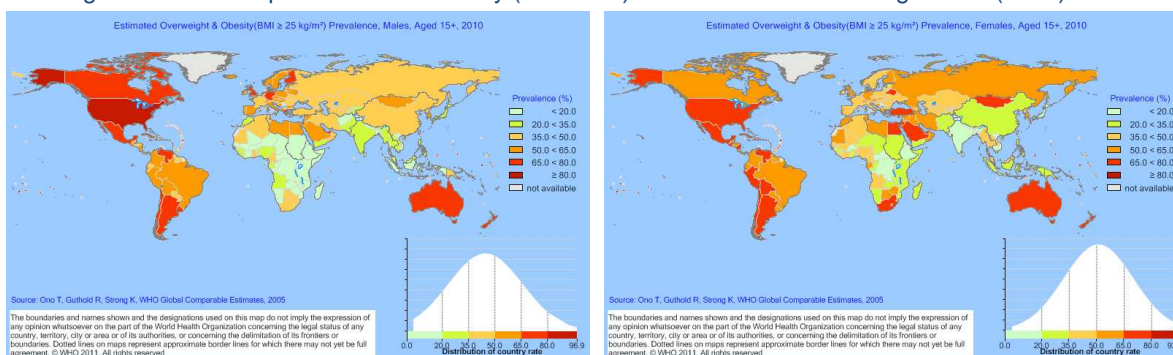 Estimated Overweight & Obesity(BMI ≥ 25 kg/m²) Prevalence, Males, Aged 15+, 2010
Prevalence (%)
< 20.0
20.0 < 35.0
35.0 < 50.0
50.0 < 65.0
65.0 < 80.0
≥ 80.0
not available
Source: Ono T, Guthold R, Strong K, WHO Global Comparable Estimates, 2005
The boundaries and names shown and the designations used on this map do not imply the expression of
any opinion whatsoever on the part of the World Health Organization concerning the legal status of any
country, territory, city or area or of its authorities, or concerning the delimitation of its frontiers or
boundaries. Dotted lines on maps represent approximate border lines for which there may not yet be full
agreement. © WHO 2011. All rights reserved
0.0 20.0 35.0 50.0 65.0 80.0 96.9
Distribution of country rate
Estimated Overweight & Obesity(BMI ≥ 25 kg/m²) Prevalence, Females, Aged 15+, 2010
Prevalence (%)
< 20.0
20.0 < 35.0
35.0 < 50.0
50.0 < 65.0
65.0 < 80.0
≥ 80.0
not available
Source: Ono T, Guthold R, Strong K, WHO Global Comparable Estimates, 2005
The boundaries and names shown and the designations used on this map do not imply the expression of
any opinion whatsoever on the part of the World Health Organization concerning the legal status of any
country, territory, city or area or of its authorities, or concerning the delimitation of its frontiers or
boundaries. Dotted lines on maps represent approximate border lines for which there may not yet be full
agreement. © WHO 2011. All rights reserved
0.0 20.0 35.0 50.0 65.0 80.0
Distribution of country rate